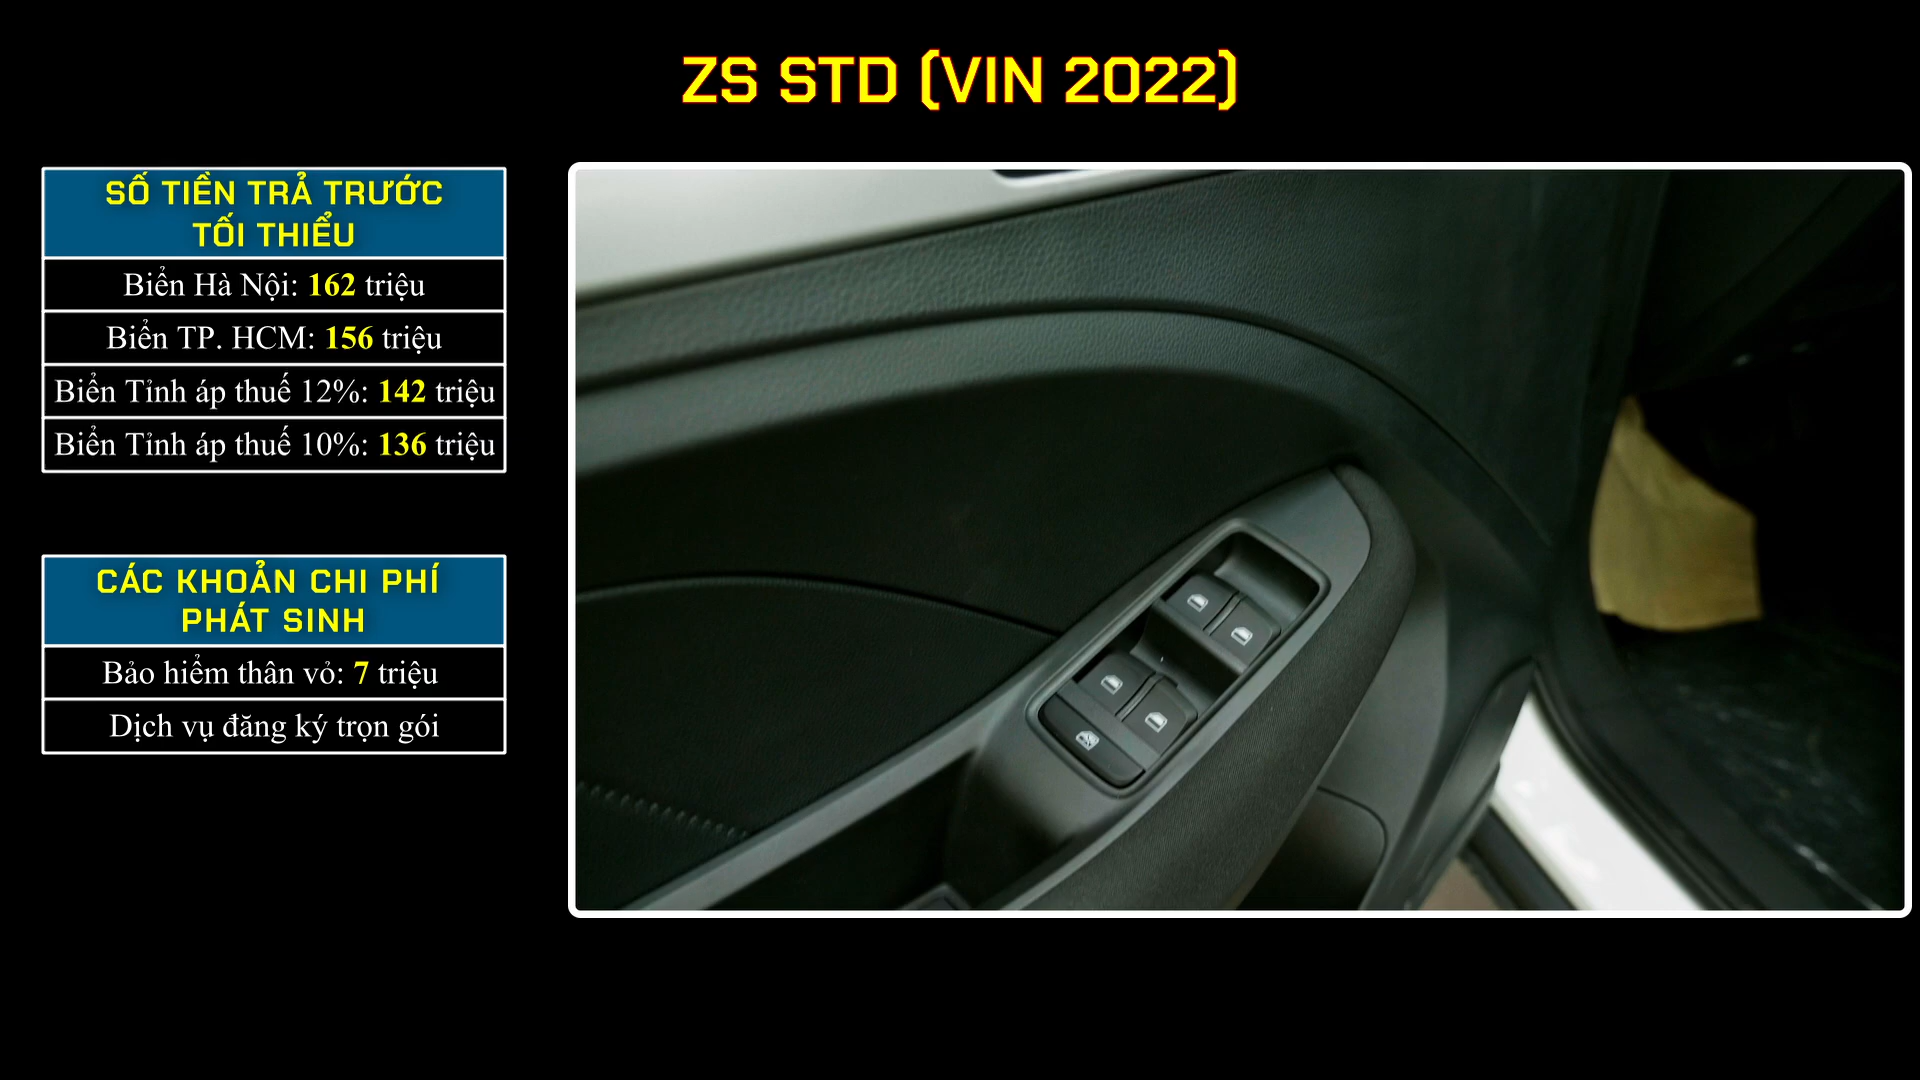 ZS STD (VIN 2022)
SỐ TIỀN TRẢ TRƯỚC
TỐI THIỂU
Biển Hà Nội: 162 triệu
Biển TP. HCM: 156 triệu
Biển Tỉnh áp thuế 12%: 142 triệu
Biển Tỉnh áp thuế 10%: 136 triệu
CÁC KHOẢN CHI PHÍ
PHÁT SINH
Bảo hiểm thân vỏ: 7 triệu
Dịch vụ đăng ký trọn gói